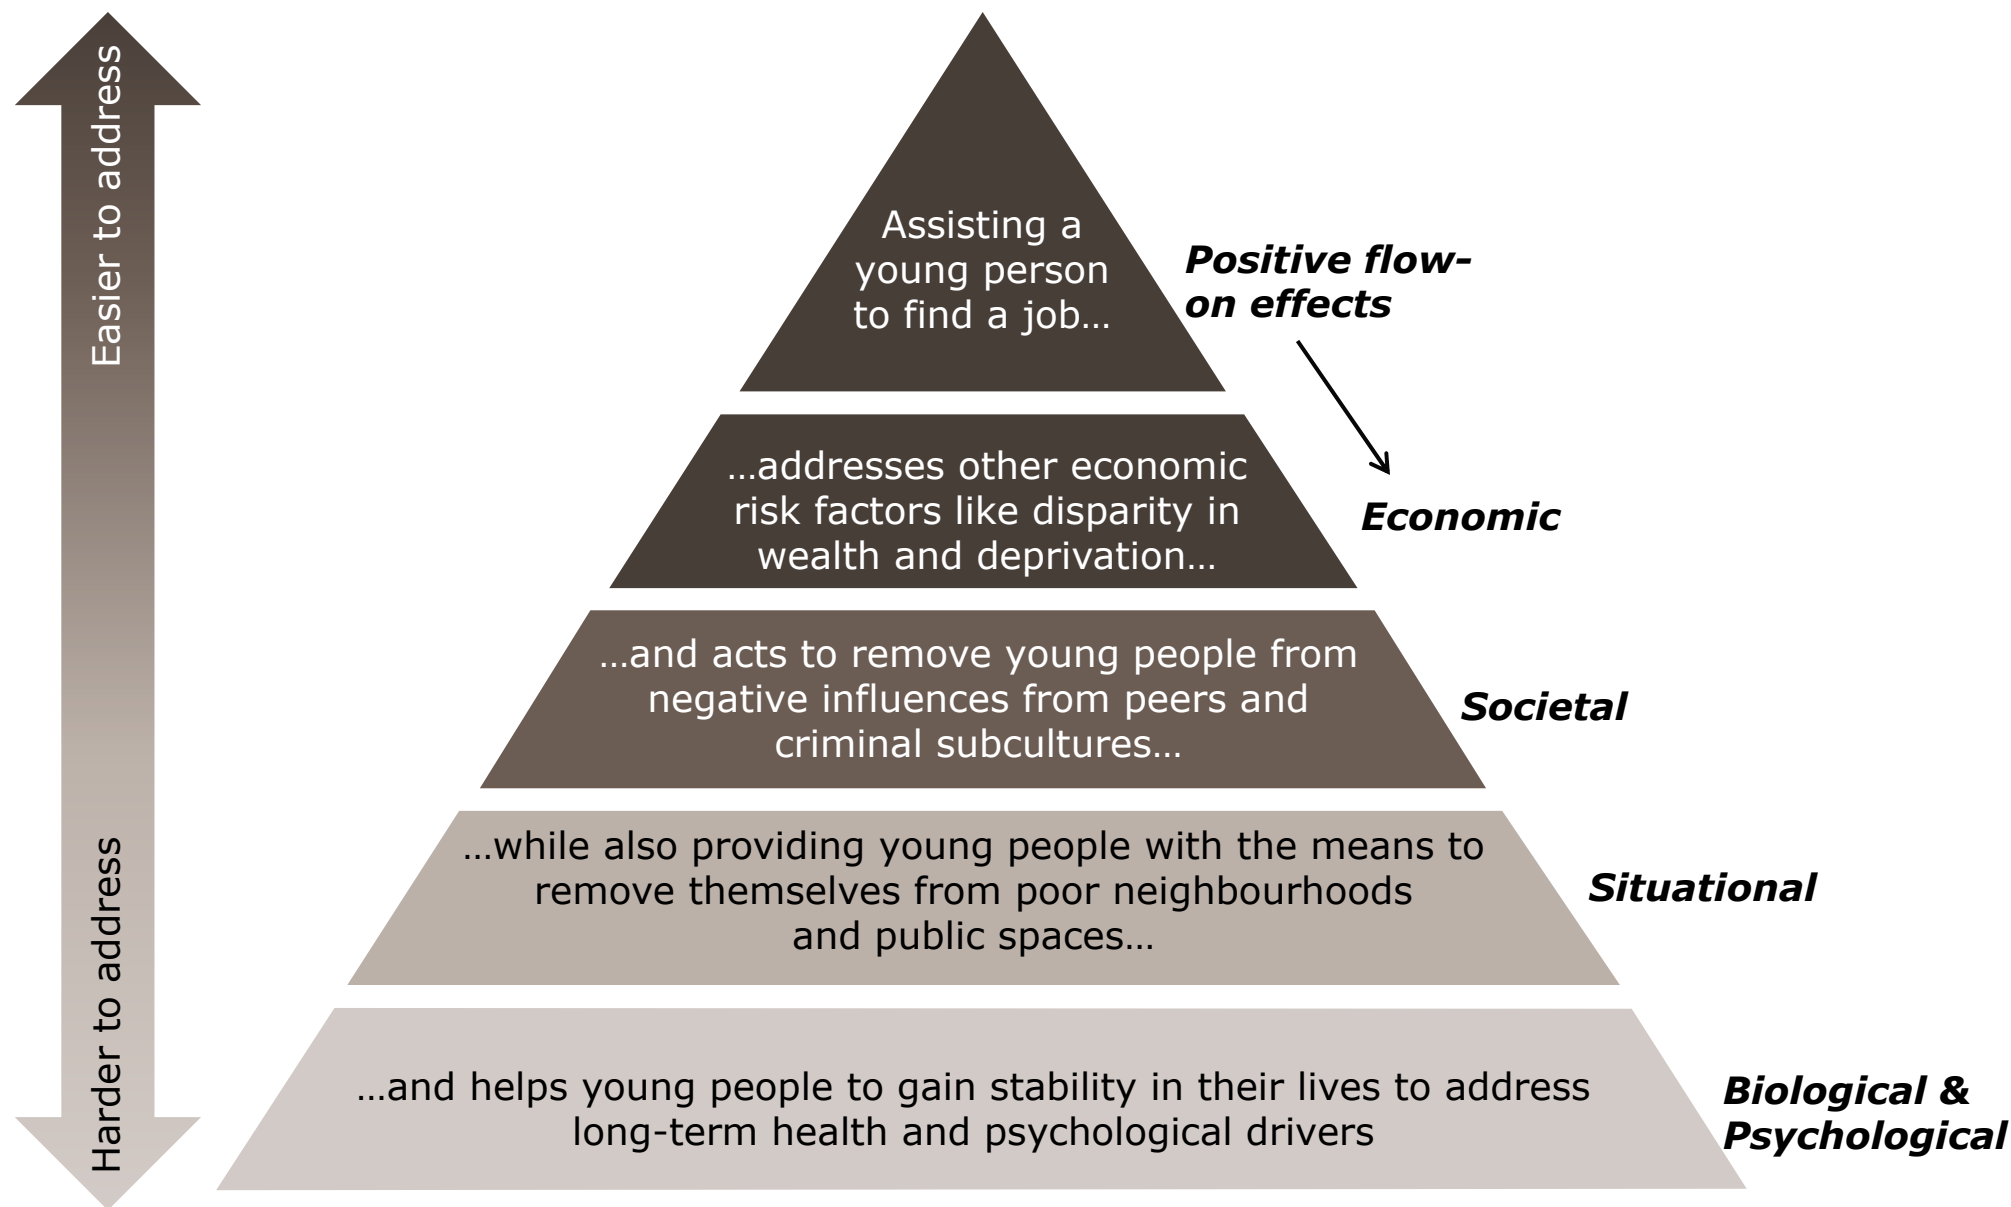 Easier to address
Harder to address
Assisting a
young person
to find a job…
Positive flow-
on effects
…addresses other economic
risk factors like disparity in
wealth and deprivation…
Economic
…and acts to remove young people from
negative influences from peers and
criminal subcultures…
Societal
…while also providing young people with the means to
remove themselves from poor neighbourhoods
and public spaces…
Situational
…and helps young people to gain stability in their lives to address
long-term health and psychological drivers
Biological &
Psychological